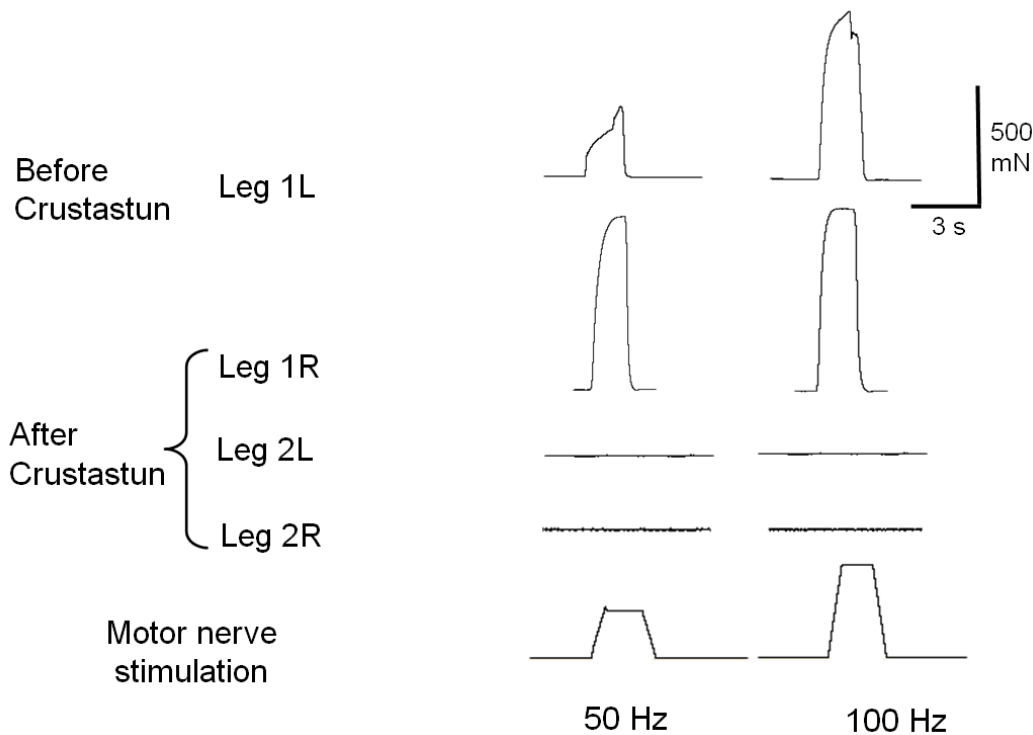 Before
Crustastun
Leg 1L
500
mN
3 s
Leg 1R
After
Crustastun
Leg 2L
Leg 2R
Motor nerve
stimulation
50 Hz
100 Hz